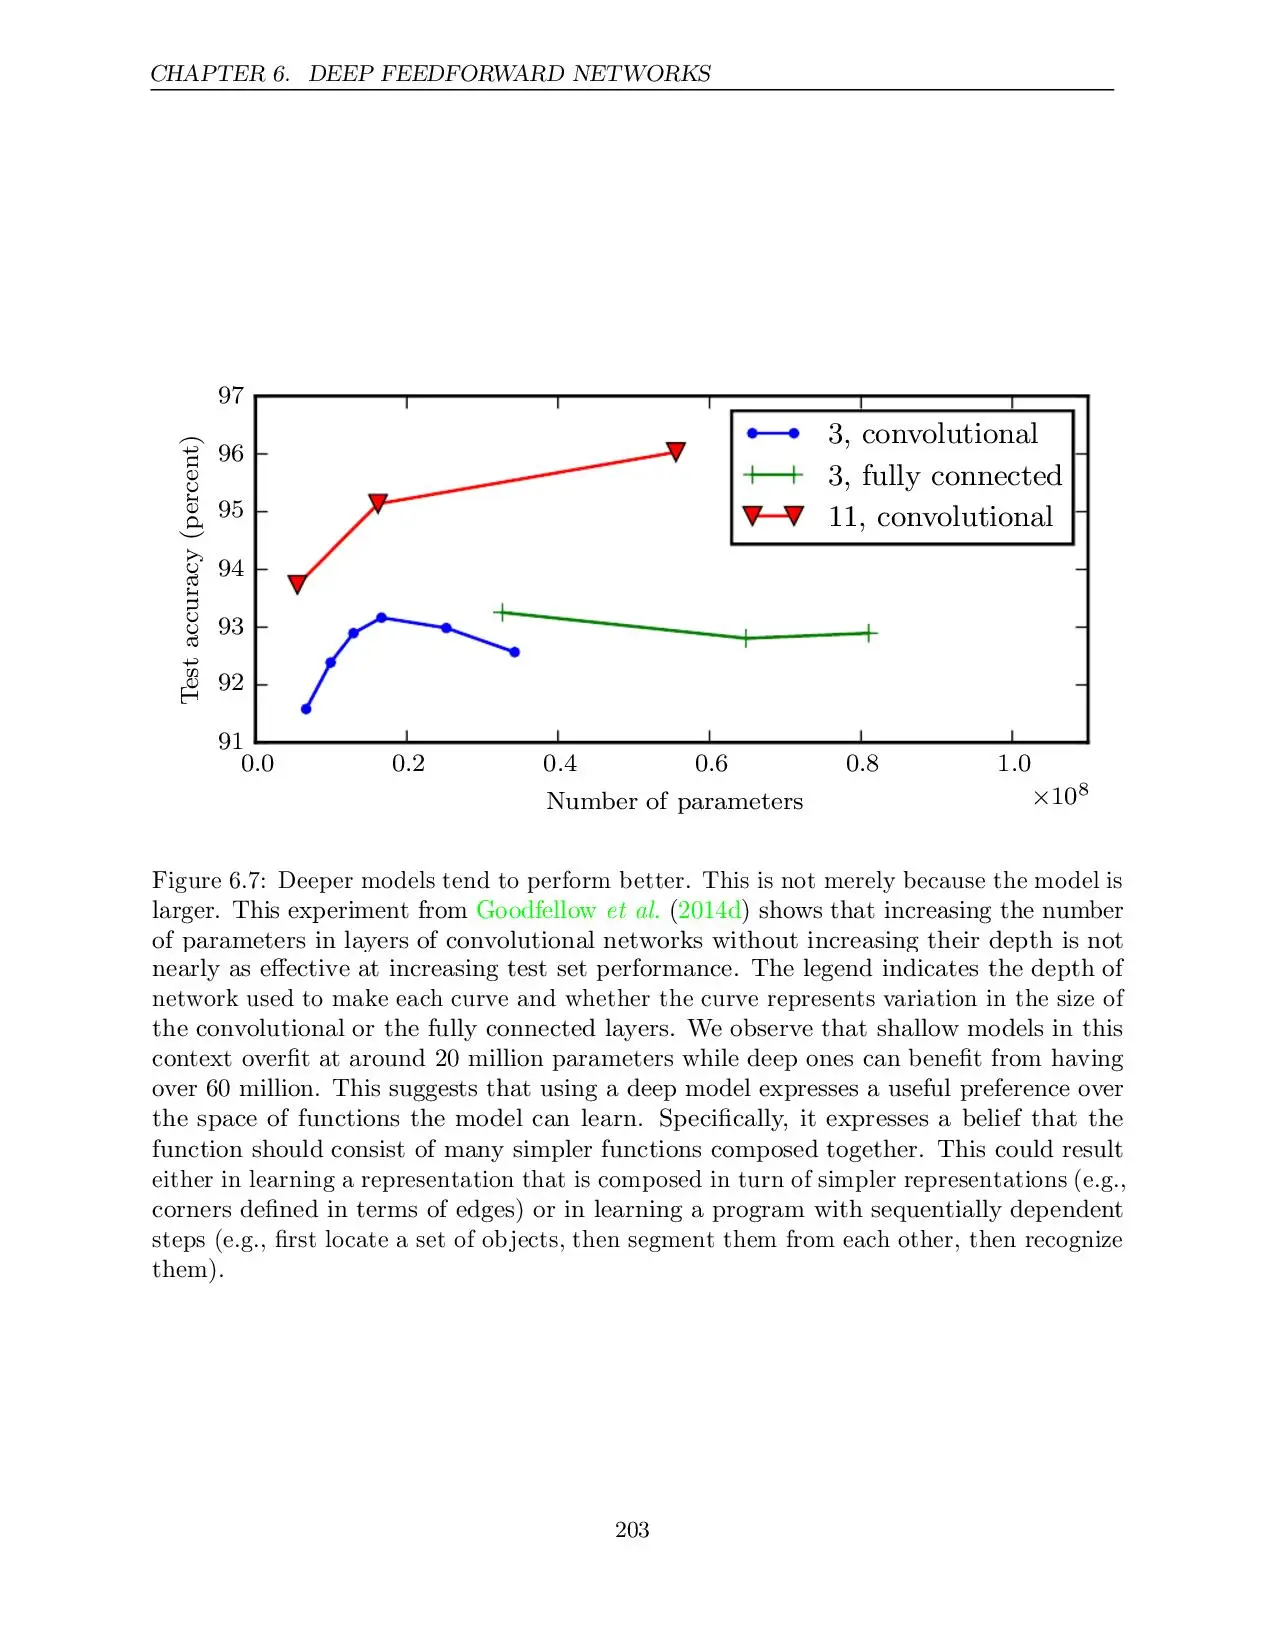 CHAPTER 6. DEEP FEEDFORWARD NETWORKS
97
96
95
94
93
92
91
Test accuracy (percent)
3, convolutional
3, fully connected
11, convolutional
0.0 0.2 0.4 0.6 0.8 1.0
Number of parameters
×10⁸
Figure 6.7: Deeper models tend to perform better. This is not merely because the model is
larger. This experiment from Goodfellow et al. (2014d) shows that increasing the number
of parameters in layers of convolutional networks without increasing their depth is not
nearly as effective at increasing test set performance. The legend indicates the depth of
network used to make each curve and whether the curve represents variation in the size of
the convolutional or the fully connected layers. We observe that shallow models in this
context overfit at around 20 million parameters while deep ones can benefit from having
over 60 million. This suggests that using a deep model expresses a useful preference over
the space of functions the model can learn. Specifically, it expresses a belief that the
function should consist of many simpler functions composed together. This could result
either in learning a representation that is composed in turn of simpler representations (e.g.,
corners defined in terms of edges) or in learning a program with sequentially dependent
steps (e.g., first locate a set of objects, then segment them from each other, then recognize
them).
203